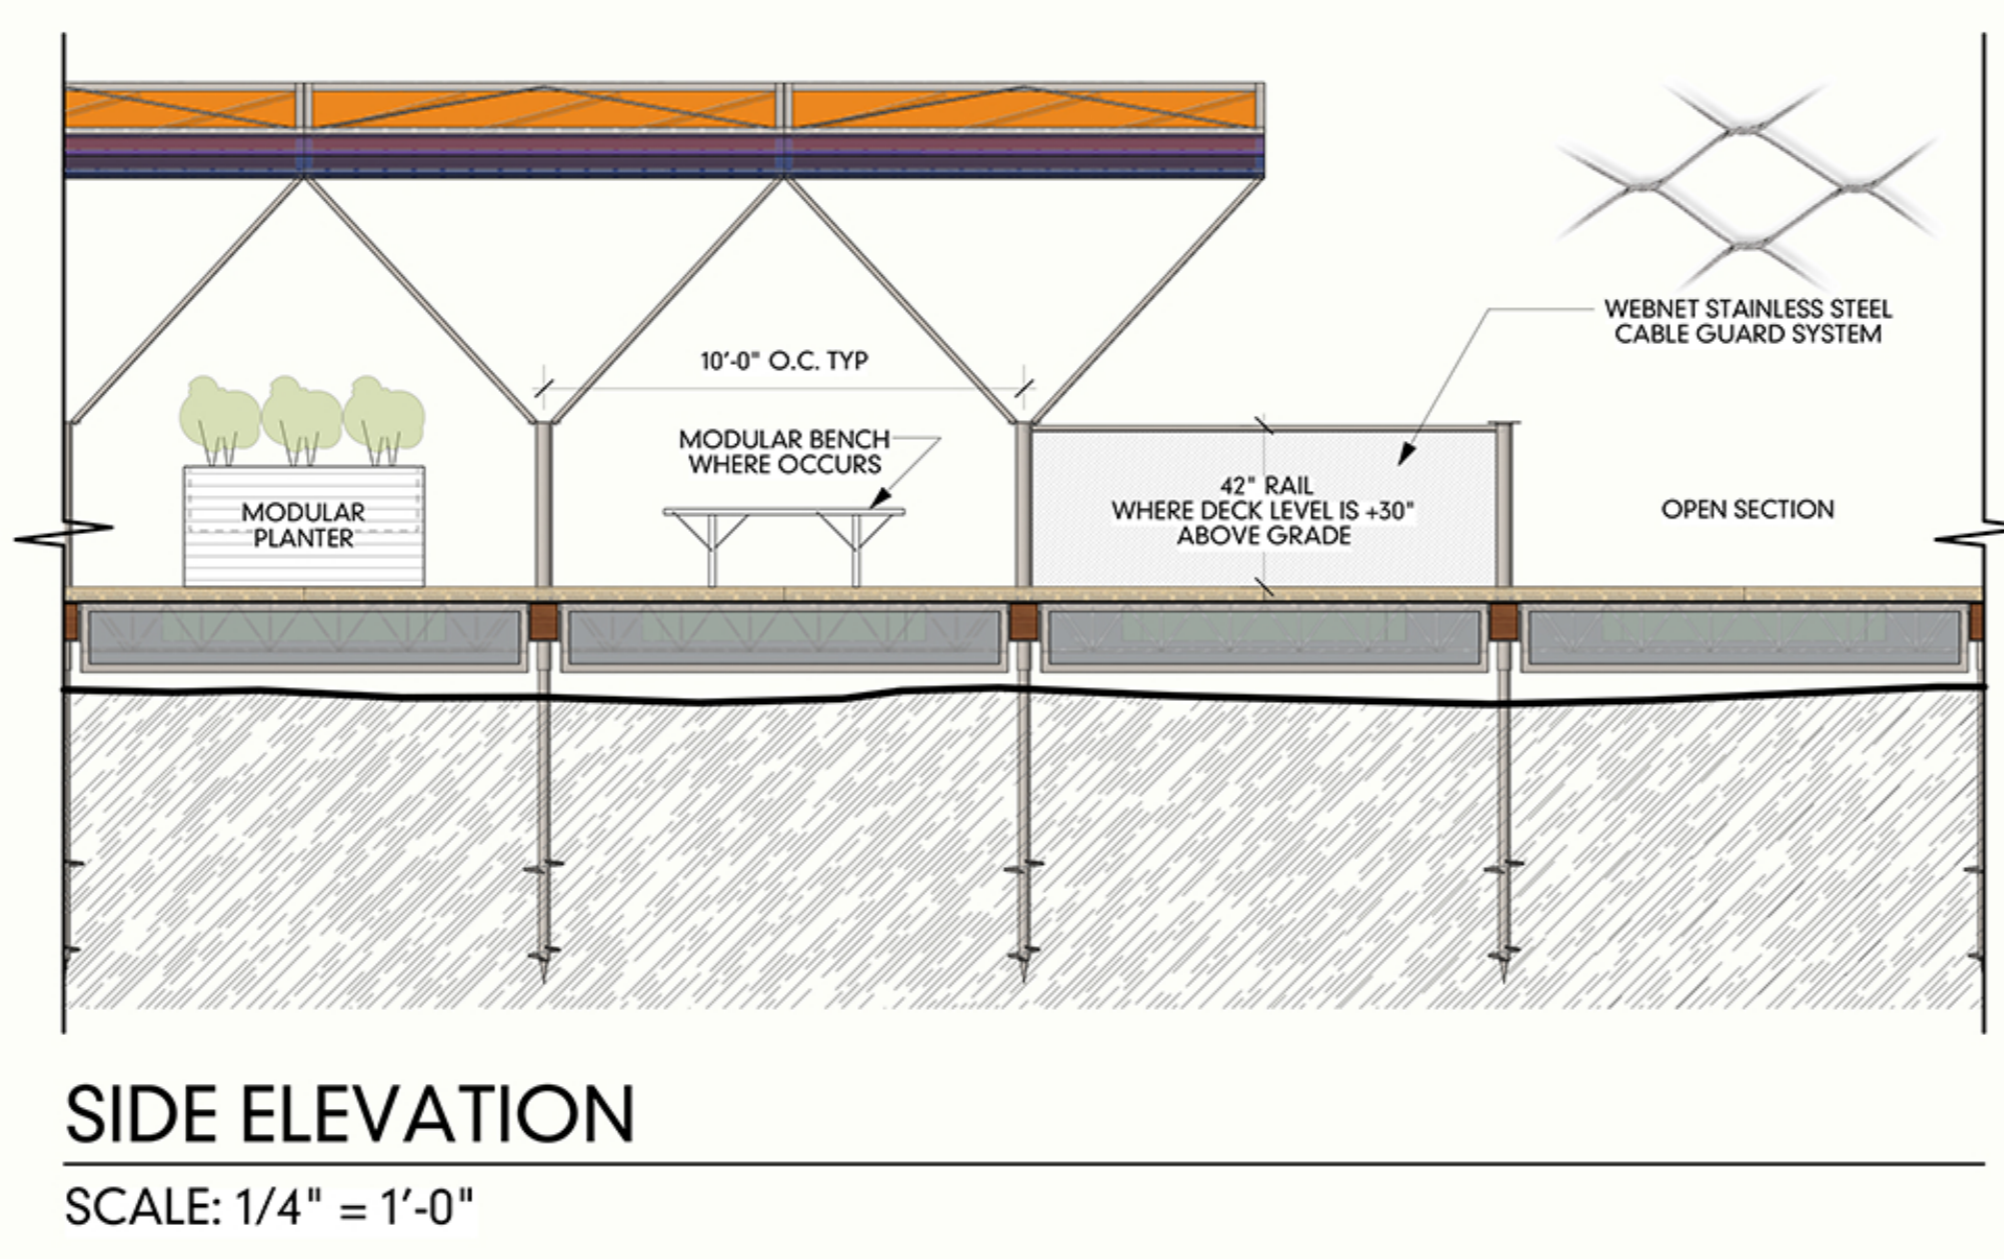 WEBNET STAINLESS STEEL
CABLE GUARD SYSTEM
10'-0" O.C. TYP
MODULAR BENCH
WHERE OCCURS
MODULAR
PLANTER
42" RAIL
WHERE DECK LEVEL IS +30"
ABOVE GRADE
OPEN SECTION
SIDE ELEVATION
SCALE: 1/4" = 1'-0"